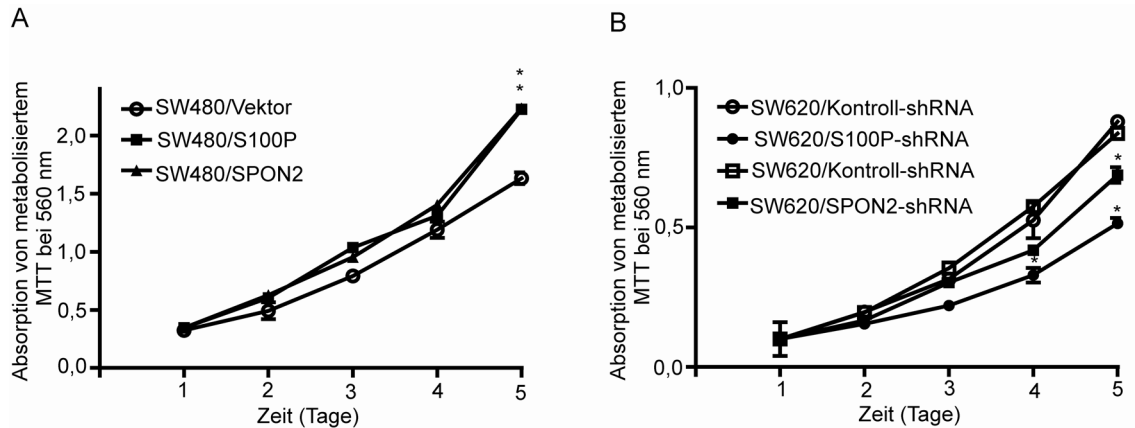 A
Absorption von metabolisiertem
MTT bei 560 nm
SW480/Vektor
SW480/S100P
SW480/SPON2
2,0
1,5
1,0
0,5
0,0
*
*
1 2 3 4 5
Zeit (Tage)
B
Absorption von metabolisiertem
MTT bei 560 nm
1,0
0,5
0,0
SW620/Kontroll-shRNA
SW620/S100P-shRNA
SW620/Kontroll-shRNA
SW620/SPON2-shRNA
*
*
*
1 2 3 4 5
Zeit (Tage)